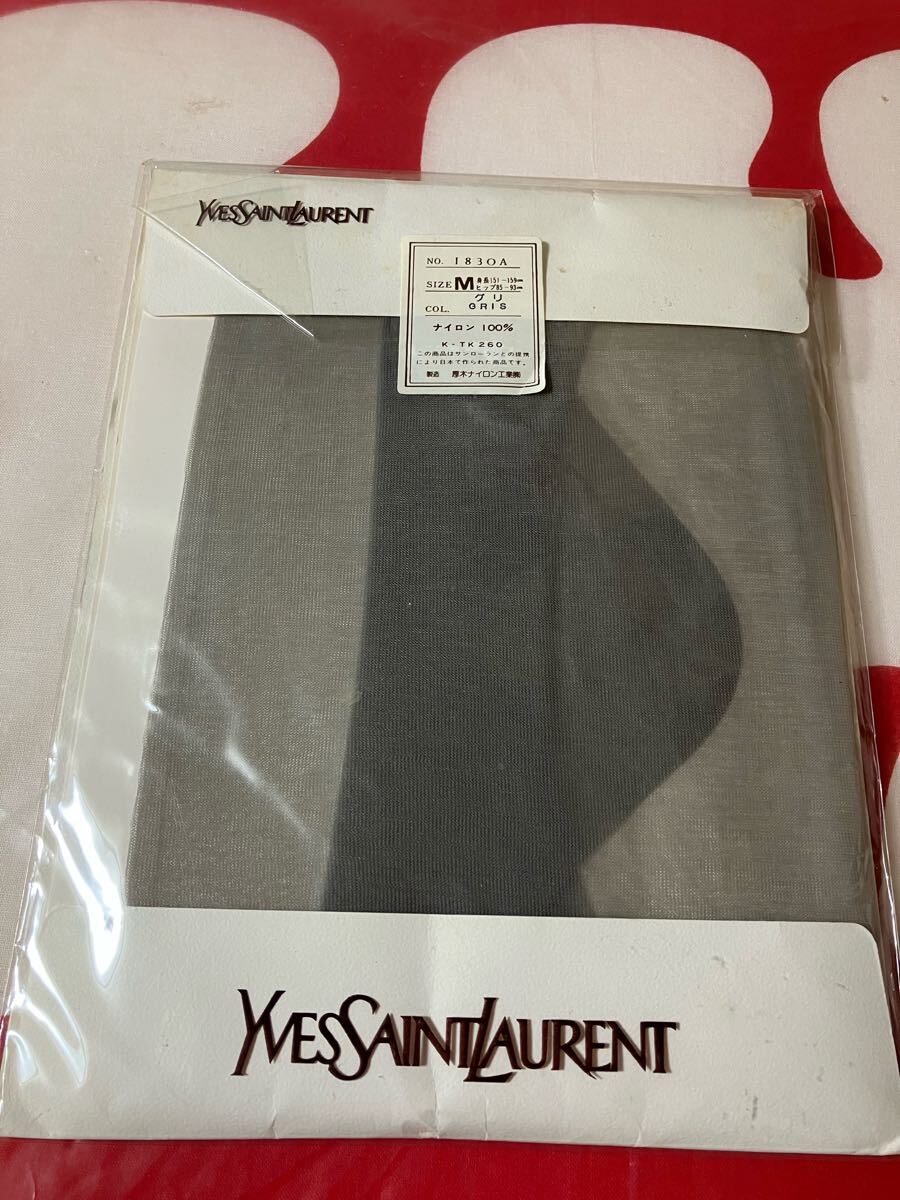 YVESSAINTLAURENT
NO. 1830A
SIZE M 身長151~159cm
ヒップ85~93cm
グリ
COL. GRIS
ナイロン 100%
K-TK260
この商品はサンローランとの提携
により日本で作られた商品です。
製造 厚木ナイロン工業㈱
YVESSAINTLAURENT